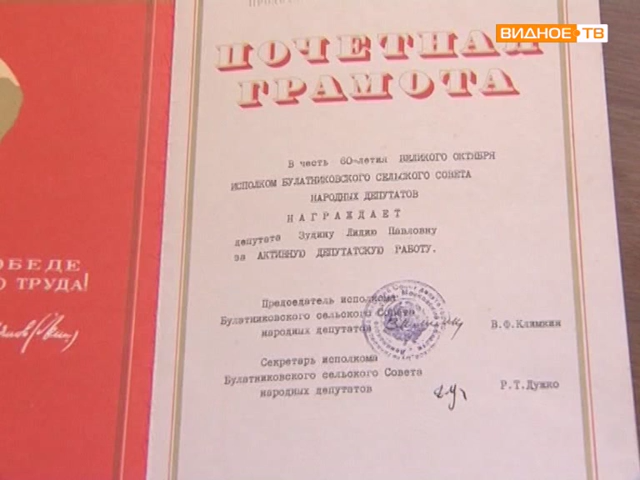 ВИДНОЕ ТВ
ПОЧЕТНАЯ
ГРАМОТА
В честь 60-летия ВЕЛИКОГО ОКТЯБРЯ
ИСПОЛКОМ БУЛАТНИКОВСКОГО СЕЛЬСКОГО СОВЕТА
НАРОДНЫХ ДЕПУТАТОВ
НАГРАЖДАЕТ
депутата Зудину Лидию Павловну
за АКТИВНУЮ ДЕПУТАТСКУЮ РАБОТУ.
Председатель исполкома
Булатниковского сельского Совета
народных депутатов В.Ф.Климкин
Секретарь исполкома
Булатниковского сельского Совета
народных депутатов Р.Т.Душко
ОБЕДЕ
О ТРУДА!